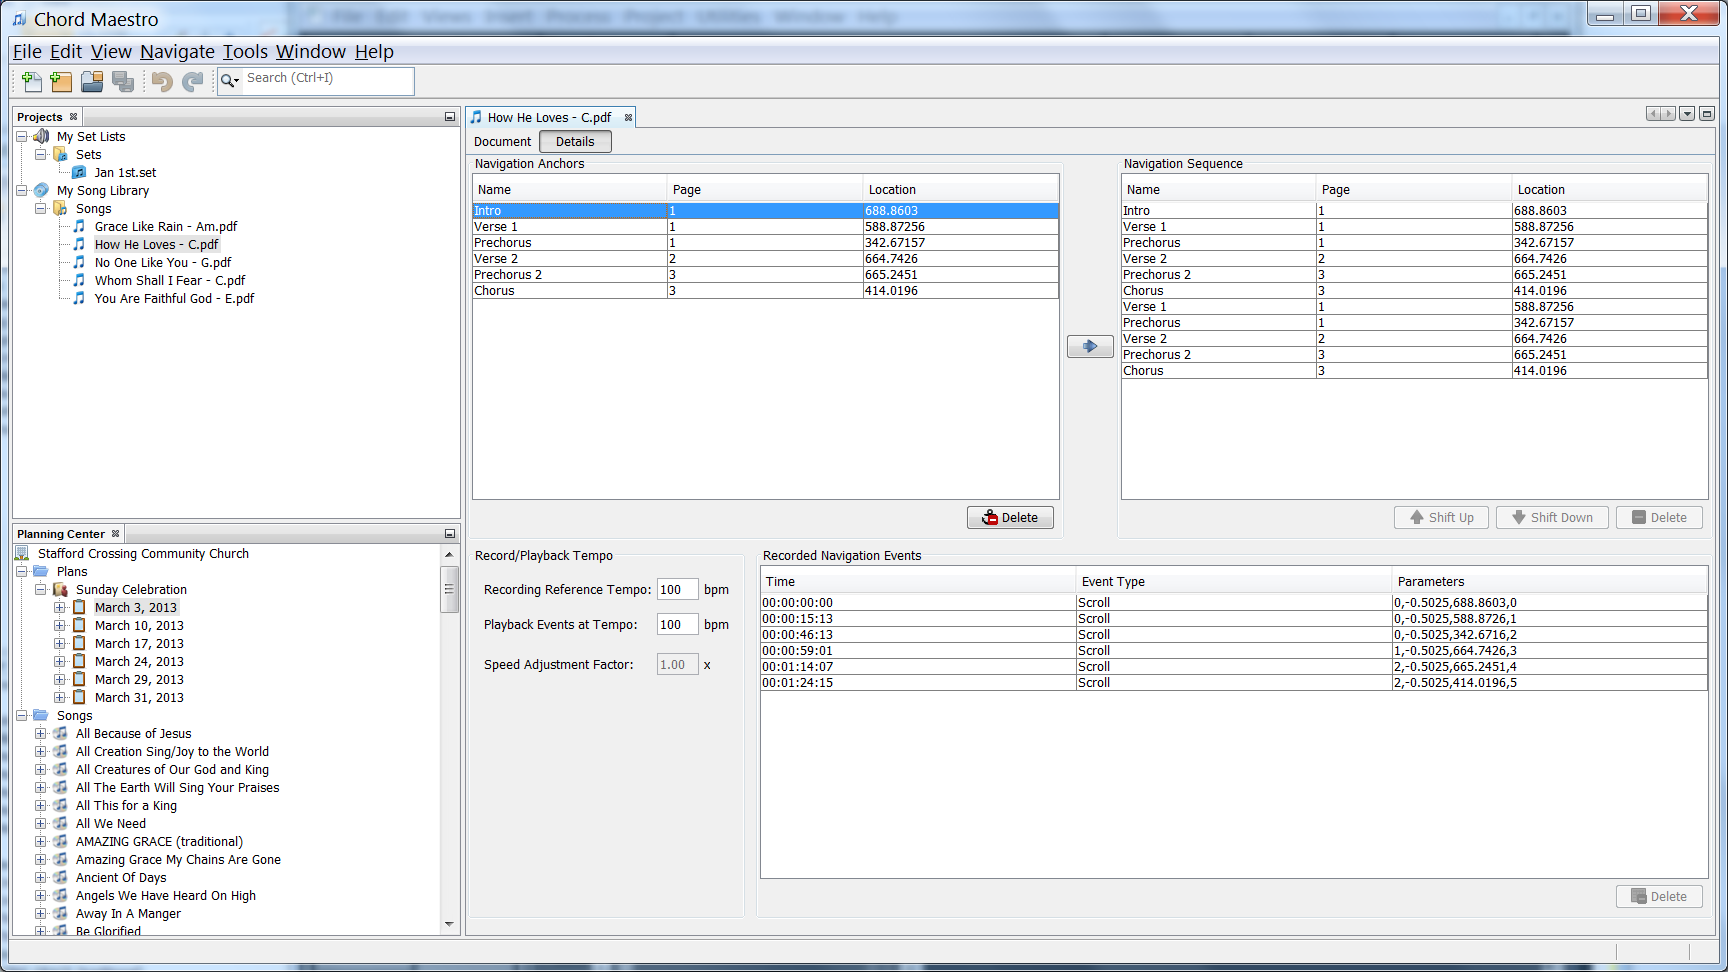 Chord Maestro
File Edit View Navigate Tools Window Help
Search (Ctrl+I)
Projects
My Set Lists
Sets
Jan 1st.set
My Song Library
Songs
Grace Like Rain - Am.pdf
How He Loves - C.pdf
No One Like You - G.pdf
Whom Shall I Fear - C.pdf
You Are Faithful God - E.pdf
Planning Center
Stafford Crossing Community Church
Plans
Sunday Celebration
March 3, 2013
March 10, 2013
March 17, 2013
March 24, 2013
March 29, 2013
March 31, 2013
Songs
All Because of Jesus
All Creation Sing/Joy to the World
All Creatures of Our God and King
All The Earth Will Sing Your Praises
All This for a King
All We Need
AMAZING GRACE (traditional)
Amazing Grace My Chains Are Gone
Ancient Of Days
Angels We Have Heard On High
Away In A Manger
Be Glorified
How He Loves - C.pdf
Document Details
Navigation Anchors
Name Page Location
Intro 1 688.8603
Verse 1 1 588.87256
Prechorus 1 342.67157
Verse 2 2 664.7426
Prechorus 2 3 665.2451
Chorus 3 414.0196
Delete
Navigation Sequence
Name Page Location
Intro 1 688.8603
Verse 1 1 588.87256
Prechorus 1 342.67157
Verse 2 2 664.7426
Prechorus 2 3 665.2451
Chorus 3 414.0196
Verse 1 1 588.87256
Prechorus 1 342.67157
Verse 2 2 664.7426
Prechorus 2 3 665.2451
Chorus 3 414.0196
Shift Up Shift Down Delete
Record/Playback Tempo
Recording Reference Tempo: 100 bpm
Playback Events at Tempo: 100 bpm
Speed Adjustment Factor: 1.00 x
Recorded Navigation Events
Time Event Type Parameters
00:00:00:00 Scroll 0,-0.5025,688.8603,0
00:00:15:13 Scroll 0,-0.5025,588.8726,1
00:00:46:13 Scroll 0,-0.5025,342.6716,2
00:00:59:01 Scroll 1,-0.5025,664.7426,3
00:01:14:07 Scroll 2,-0.5025,665.2451,4
00:01:24:15 Scroll 2,-0.5025,414.0196,5
Delete